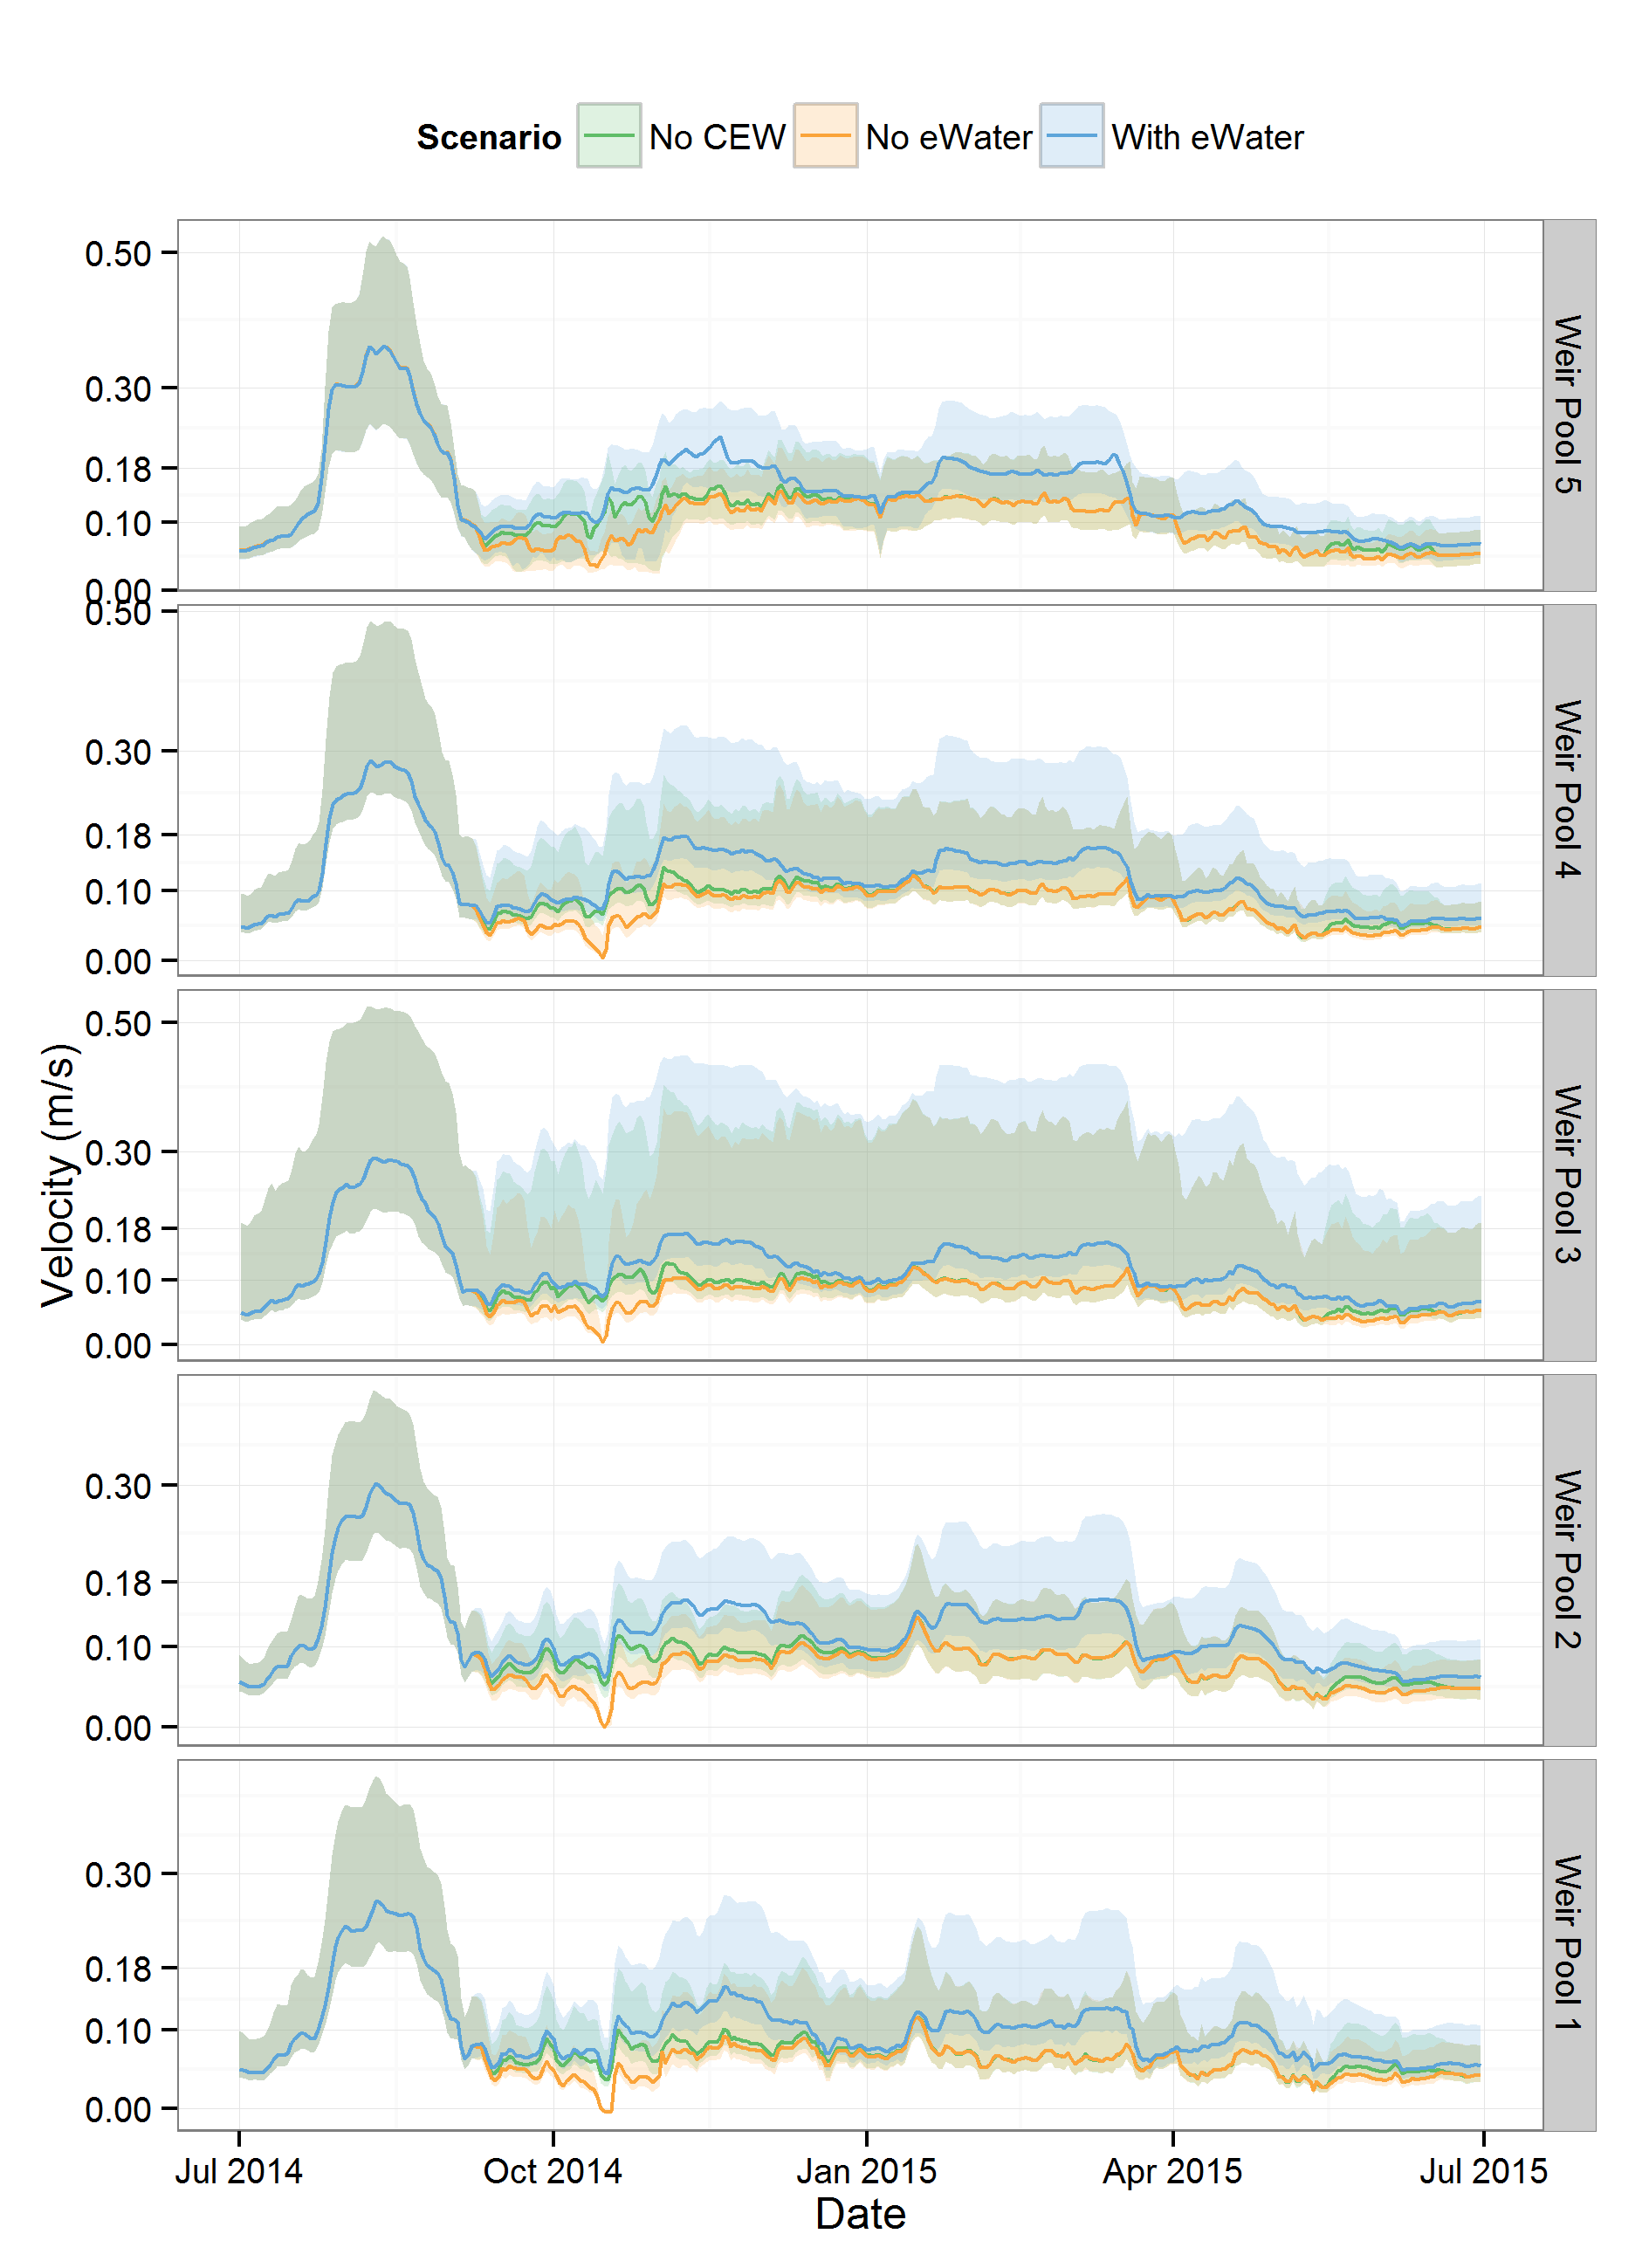 Scenario No CEW No eWater With eWater
0.50
0.30
0.18
0.10
0.00
Weir Pool 5
0.50
0.30
0.18
0.10
0.00
Weir Pool 4
Velocity (m/s)
0.50
0.30
0.18
0.10
0.00
Weir Pool 3
0.30
0.18
0.10
0.00
Weir Pool 2
0.30
0.18
0.10
0.00
Weir Pool 1
Jul 2014 Oct 2014 Jan 2015 Apr 2015 Jul 2015
Date